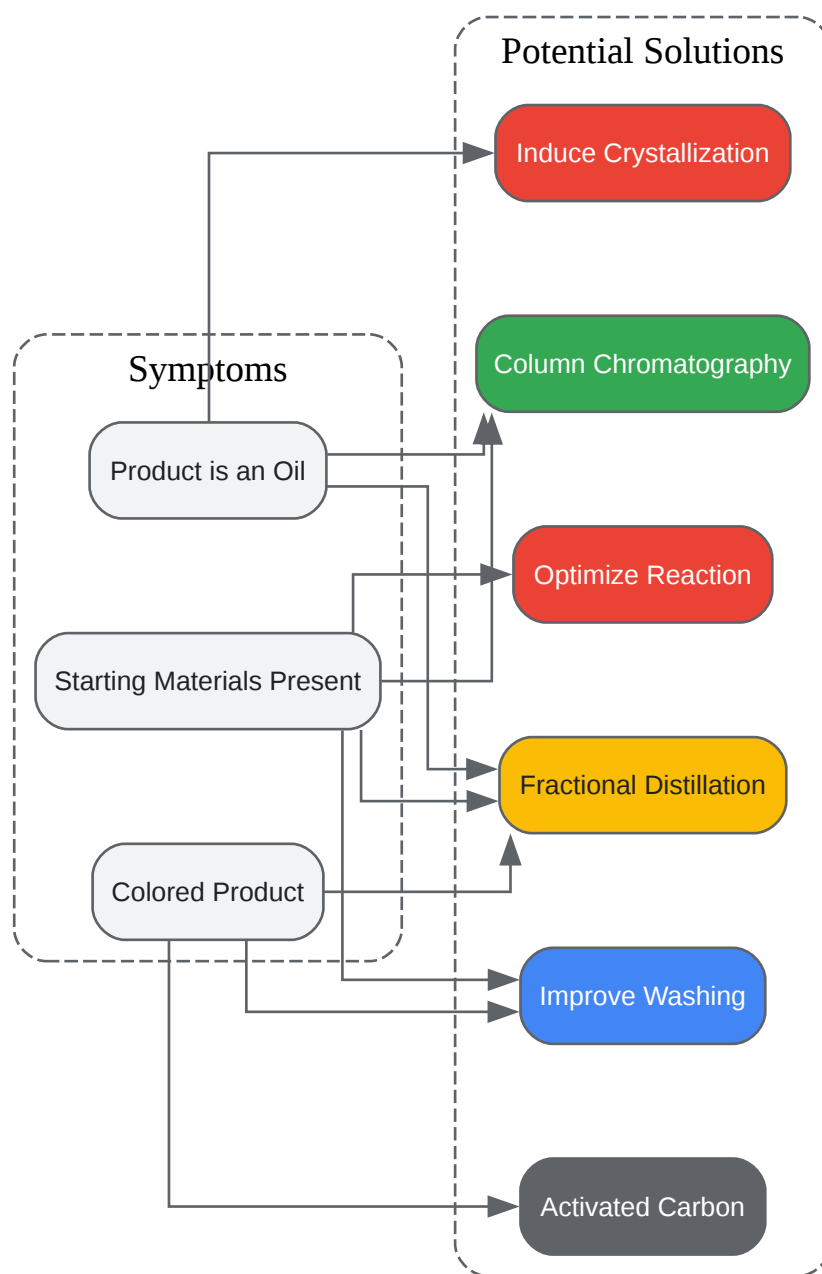 Potential Solutions
Induce Crystallization
Column Chromatography
Symptoms
Product is an Oil
Optimize Reaction
Starting Materials Present
Fractional Distillation
Colored Product
Improve Washing
Activated Carbon